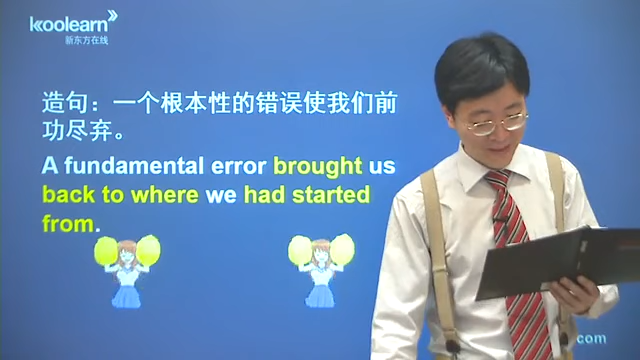 koolearn
新东方在线
造句：一个根本性的错误使我们前
功尽弃。
A fundamental error brought us
back to where we had started
from.
com